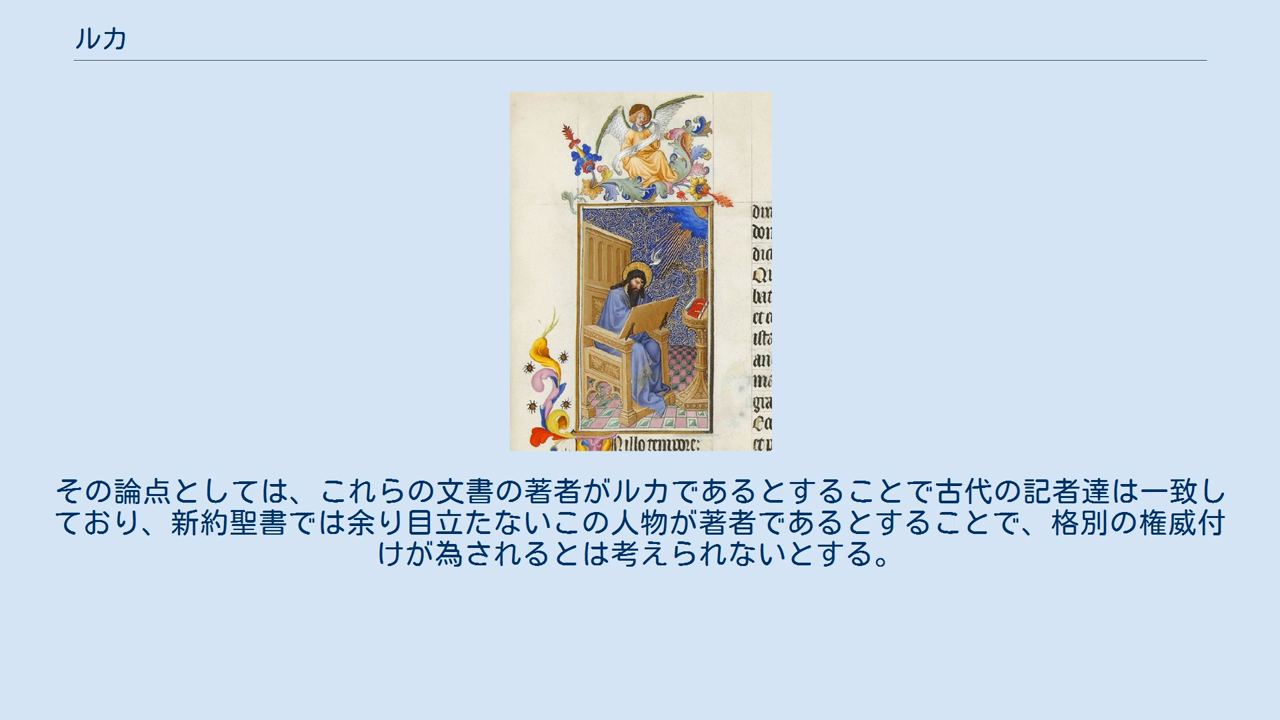 ルカ
その論点としては、これらの文書の著者がルカであるとすることで古代の記者達は一致し
ており、新約聖書では余り目立たないこの人物が著者であるとすることで、格別の権威付
けが為されるとは考えられないとする。